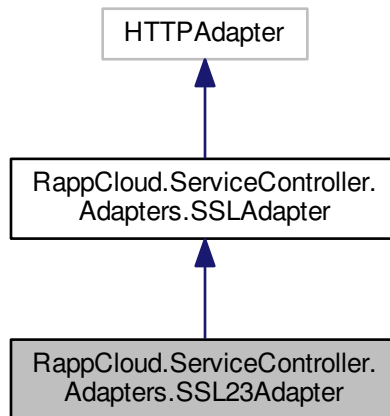 HTTPAdapter
RappCloud.ServiceController.
Adapters.SSLAdapter
RappCloud.ServiceController.
Adapters.SSL23Adapter